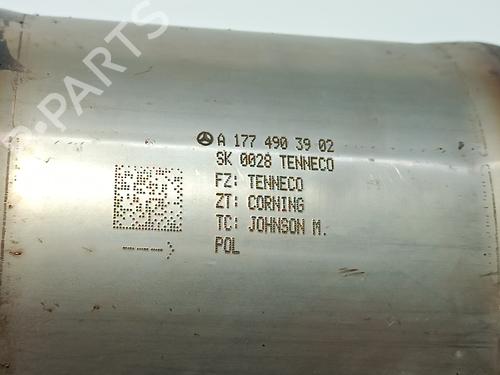 B-PARTS
A 177 490 39 02
SK 0028 TENNECO
FZ: TENNECO
ZT: CORNING
TC: JOHNSON M.
POL